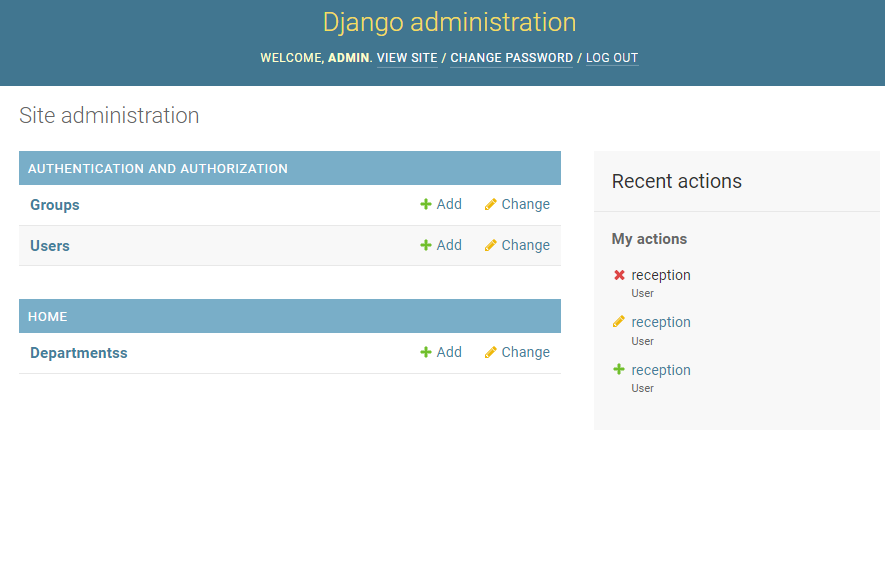 Django administration
WELCOME, ADMIN. VIEW SITE / CHANGE PASSWORD / LOG OUT
Site administration
AUTHENTICATION AND AUTHORIZATION
Groups Add Change
Users Add Change
HOME
Departmentss Add Change
Recent actions
My actions
reception
User
reception
User
reception
User